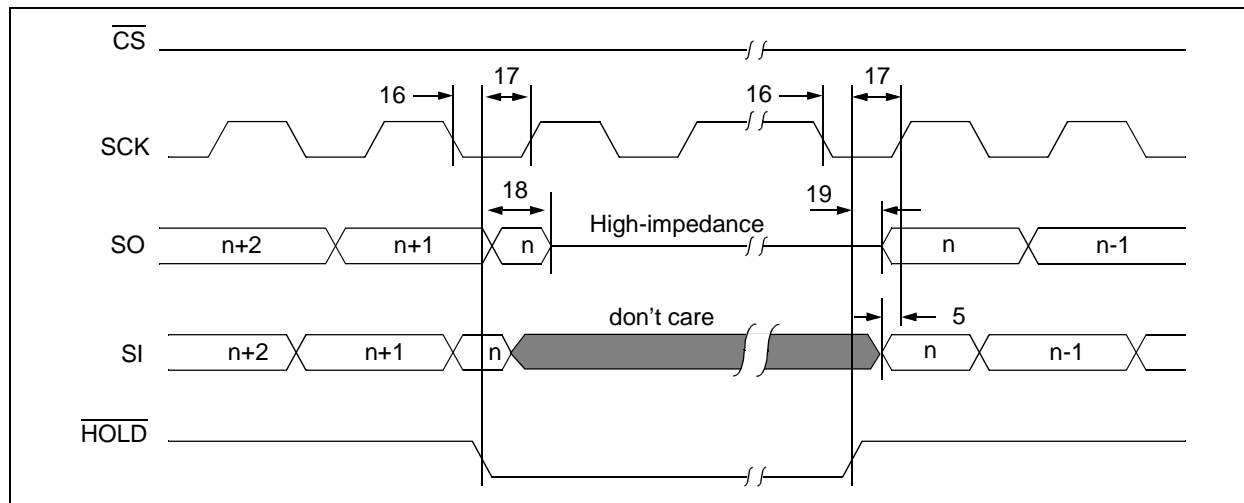 CS
17
17
16
16
SCK
18
High-impedance
19
SO
n+2
n+1
n
n
n-1
don't care
5
SI
n+2
n+1
n
n
n-1
HOLD